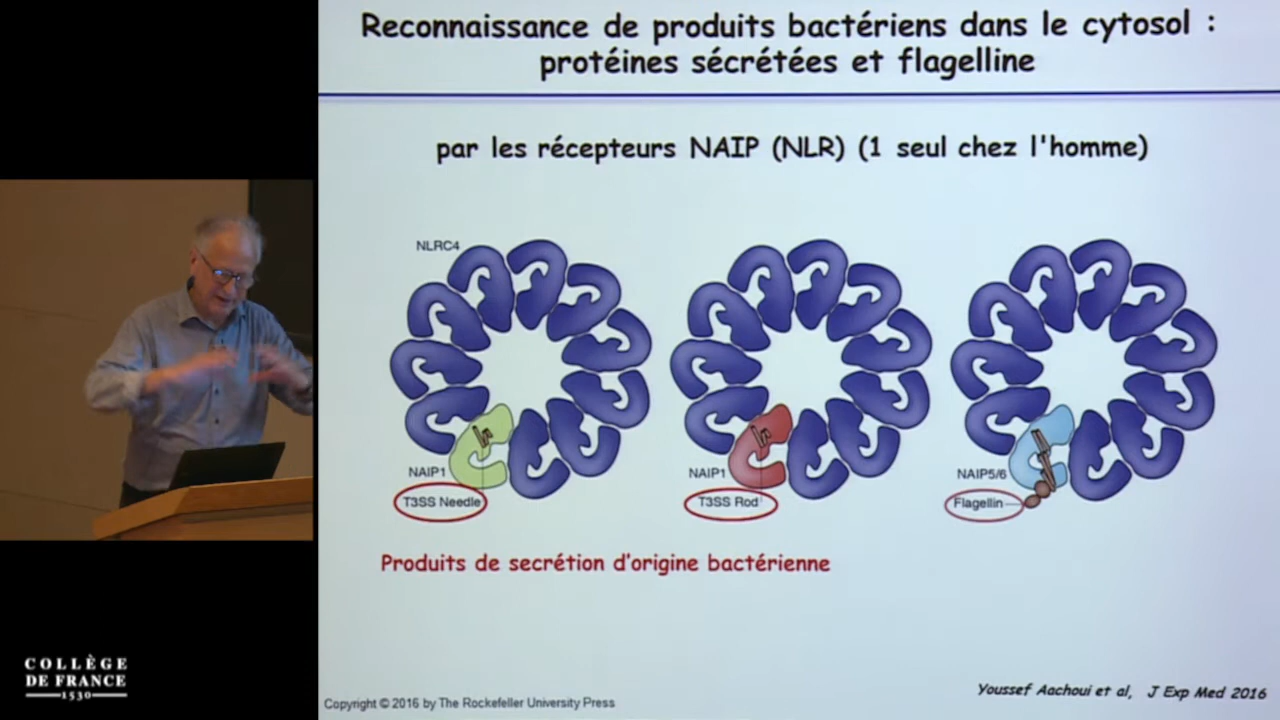 Reconnaissance de produits bactériens dans le cytosol :
protéines sécrétées et flagelline
par les récepteurs NAIP (NLR) (1 seul chez l'homme)
NLRC4
NAIP1
T3SS Needle
NAIP1
T3SS Rod
NAIP5/6
Flagellin
Produits de secrétion d'origine bactérienne
COLLÈGE
DE FRANCE
1530
Copyright © 2016 by The Rockefeller University Press
Youssef Aachoui et al, J Exp Med 2016